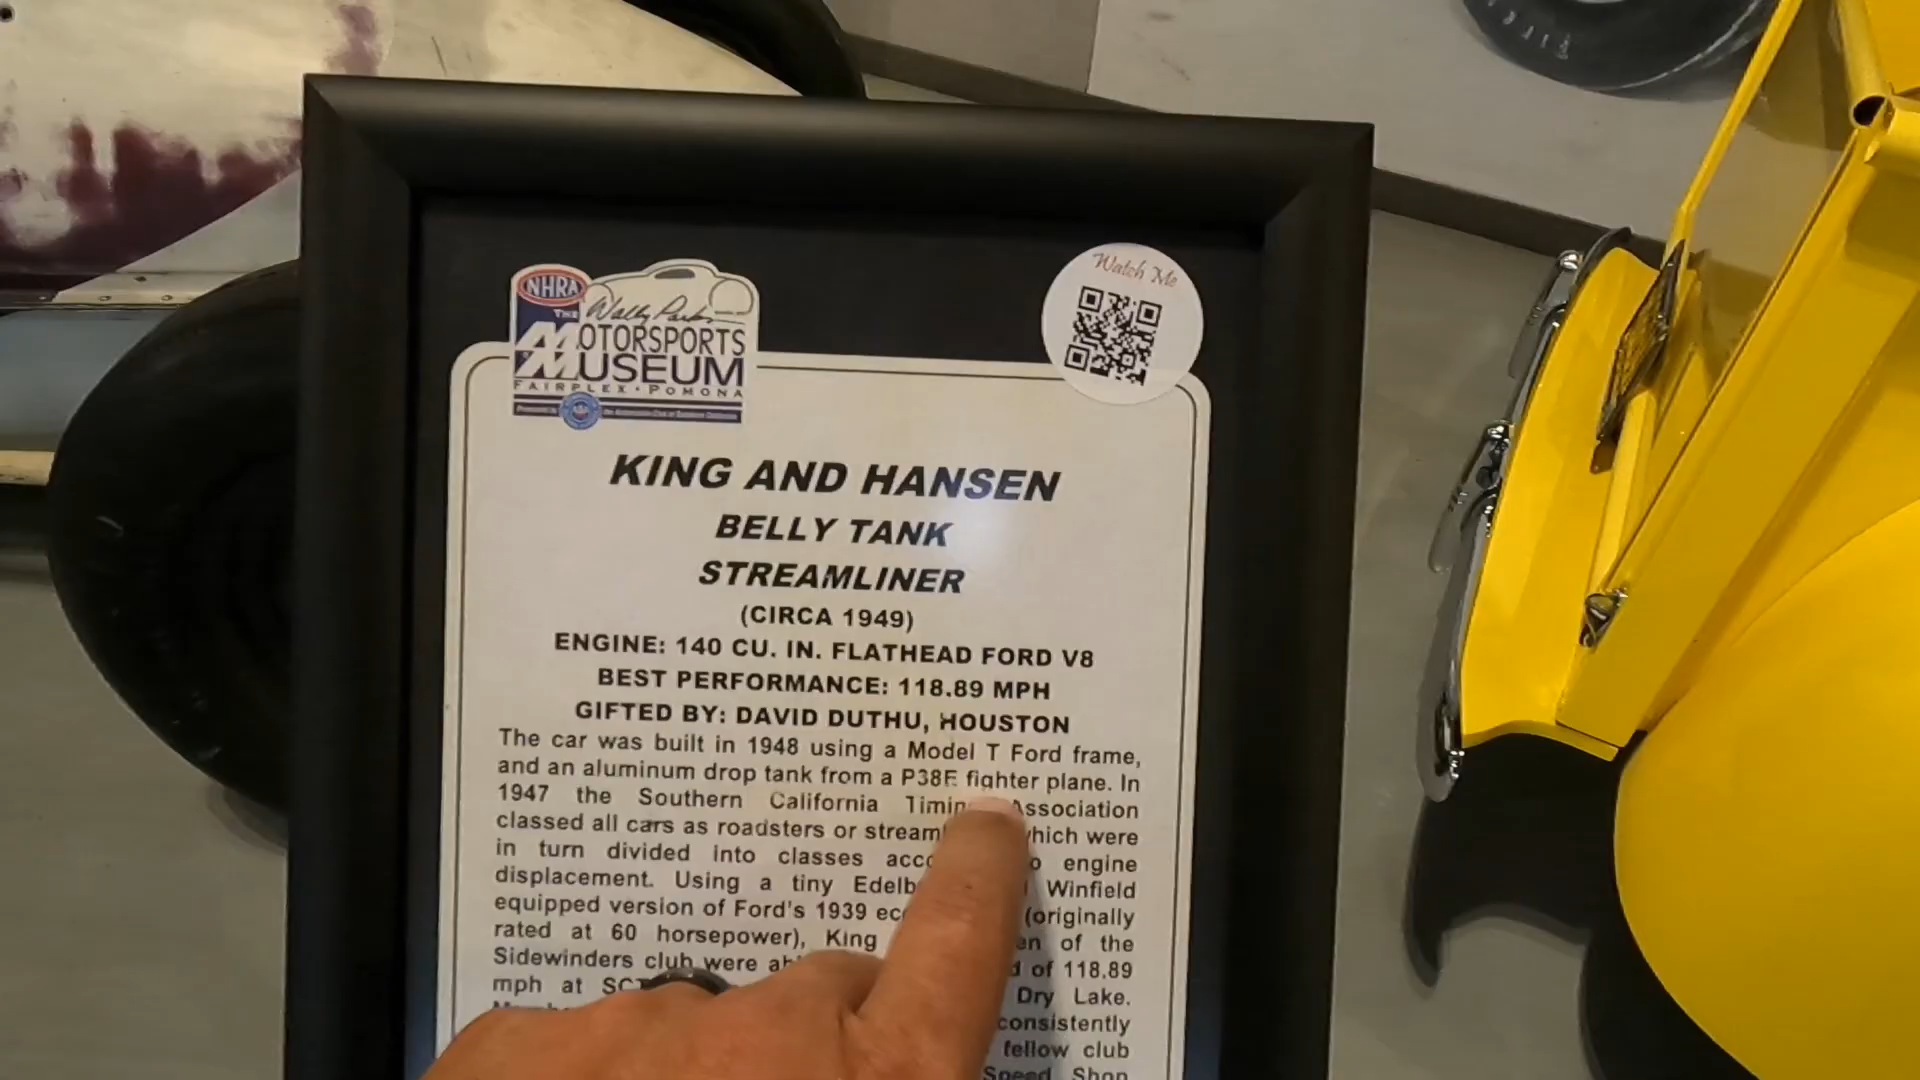 NHRA
THE
Wally Parks
MOTORSPORTS
MUSEUM
FAIRPLEX • POMONA
Watch Me
KING AND HANSEN
BELLY TANK
STREAMLINER
(CIRCA 1949)
ENGINE: 140 CU. IN. FLATHEAD FORD V8
BEST PERFORMANCE: 118.89 MPH
GIFTED BY: DAVID DUTHU, HOUSTON
The car was built in 1948 using a Model T Ford frame,
and an aluminum drop tank from a P38E fighter plane. In
1947 the Southern California Timing Association
classed all cars as roadsters or which were
in turn divided into classes engine
displacement. Using a tiny Winfield
equipped version of Ford's 1939 (originally
rated at 60 horsepower), King of the
Sidewinders club were of 118.89
mph at Dry Lake.
consistently
fellow club
Speed Shop